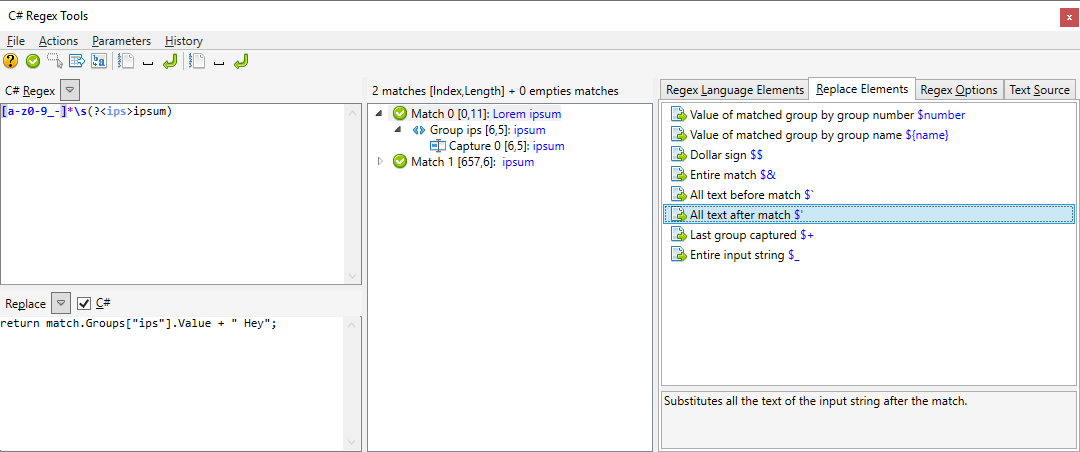 C# Regex Tools
x
File Actions Parameters History
C# Regex
[a-z0-9_-]*\s(?<ips>ipsum)
Replace C#
return match.Groups["ips"].Value + " Hey";
2 matches [Index,Length] + 0 empties matches
Match 0 [0,11]: Lorem ipsum
Group ips [6,5]: ipsum
Capture 0 [6,5]: ipsum
Match 1 [657,6]: ipsum
Regex Language Elements Replace Elements Regex Options Text Source
Value of matched group by group number $number
Value of matched group by group name ${name}
Dollar sign $$
Entire match $&
All text before match $`
All text after match $'
Last group captured $+
Entire input string $_
Substitutes all the text of the input string after the match.